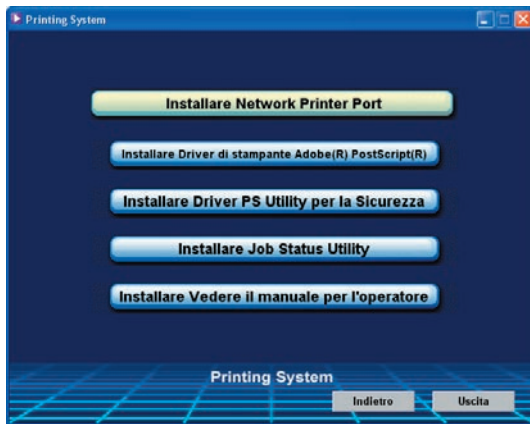 Printing System
Installare Network Printer Port
Installare Driver di stampante Adobe(R) PostScript(R)
Installare Driver PS Utility per la Sicurezza
Installare Job Status Utility
Installare Vedere il manuale per l'operatore
Printing System
Indietro
Uscita